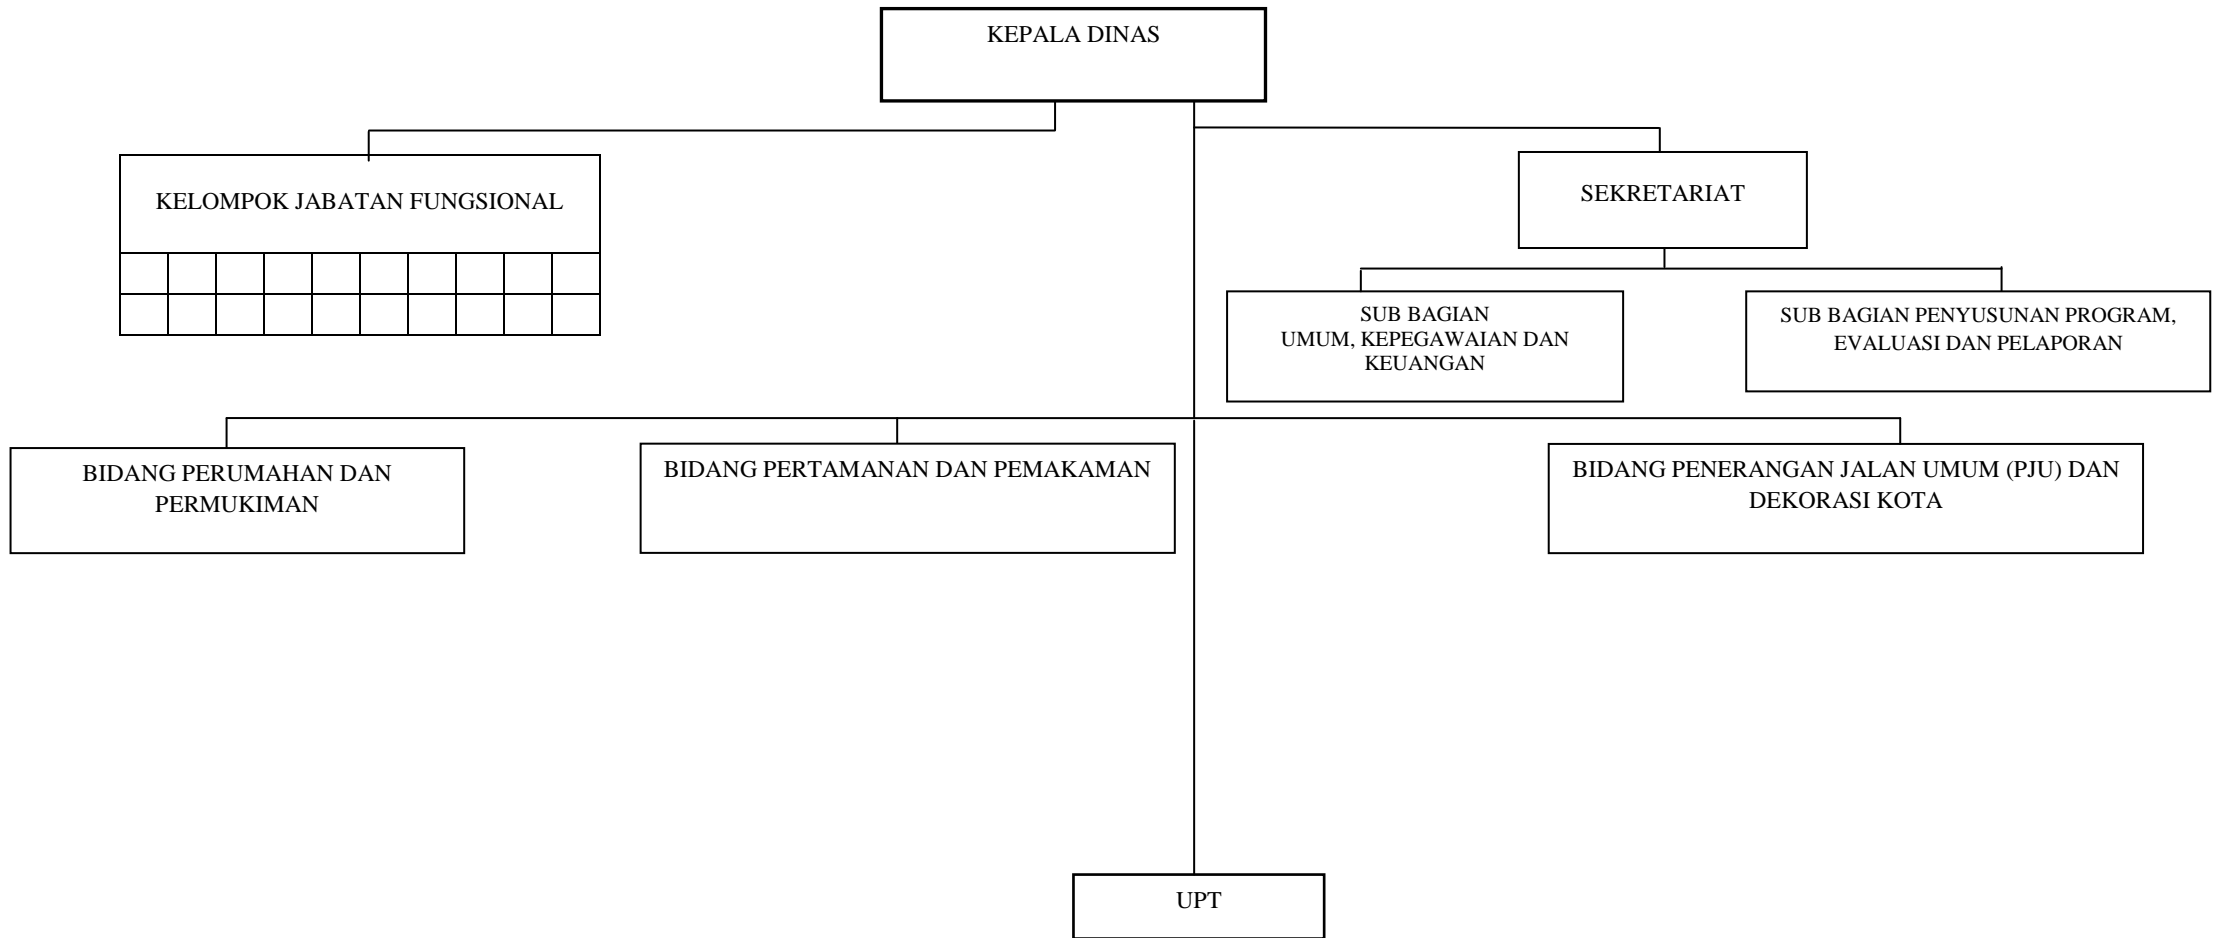 KEPALA DINAS
KELOMPOK JABATAN FUNGSIONAL
SEKRETARIAT
SUB BAGIAN
UMUM, KEPEGAWAIAN DAN
KEUANGAN
SUB BAGIAN PENYUSUNAN PROGRAM,
EVALUASI DAN PELAPORAN
BIDANG PERUMAHAN DAN
PERMUKIMAN
BIDANG PERTAMANAN DAN PEMAKAMAN
BIDANG PENERANGAN JALAN UMUM (PJU) DAN
DEKORASI KOTA
UPT